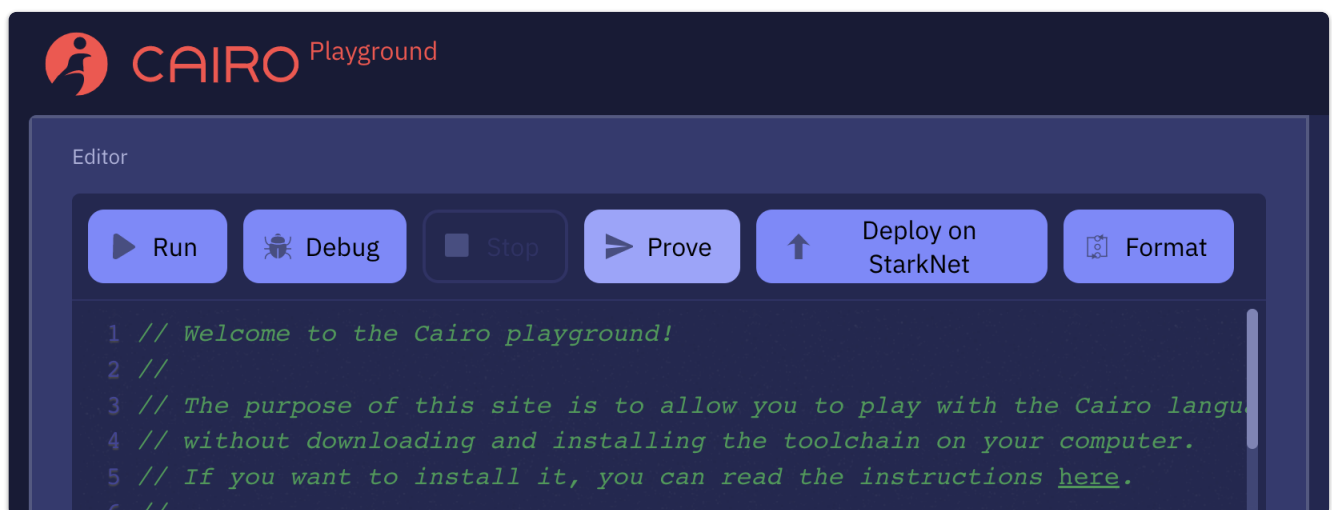 CAIRO Playground
Editor
Run Debug Stop Prove Deploy on StarkNet Format
1 // Welcome to the Cairo playground!
2 //
3 // The purpose of this site is to allow you to play with the Cairo
4 // without downloading and installing the toolchain on your computer.
5 // If you want to install it, you can read the instructions here.